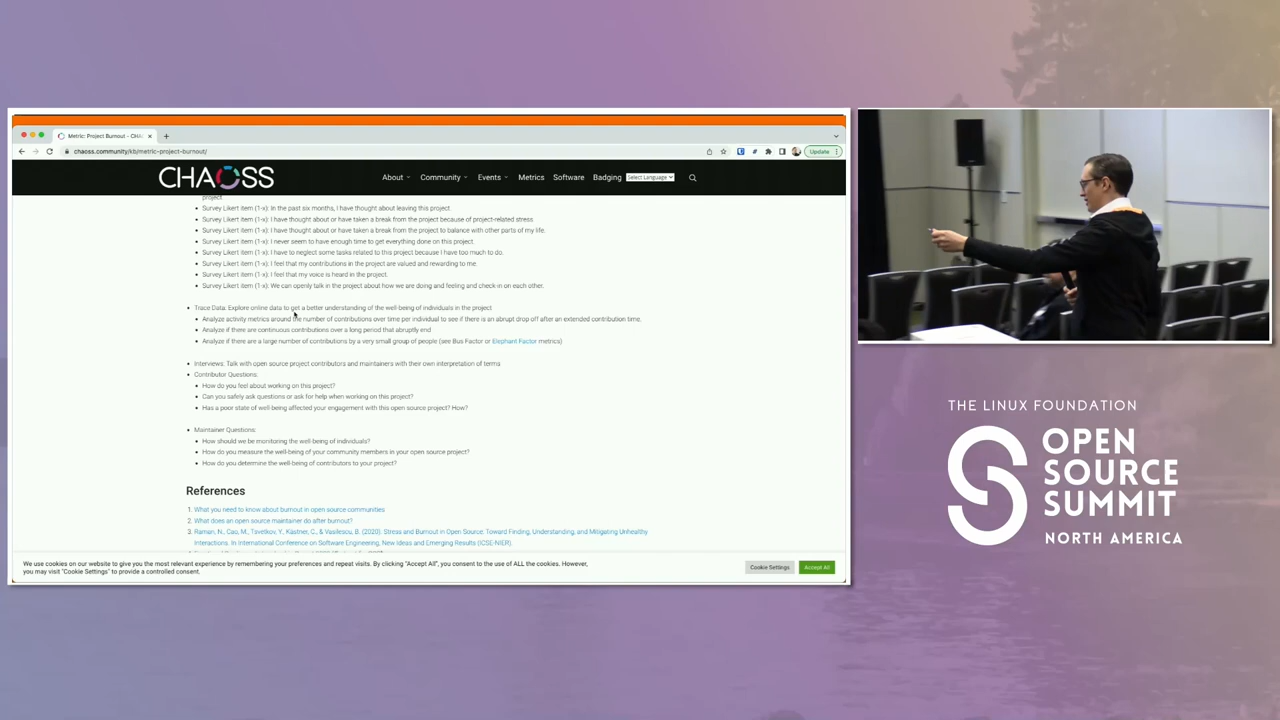 Metric: Project Burnout - CHA
chaoss.community/kb/metric-project-burnout/
Update
CHAOSS
About
Community
Events
Metrics
Software
Badging
Select Language
project.
Survey Likert item (1-x): In the past six months, I have thought about leaving this project.
Survey Likert item (1-x): I have thought about or have taken a break from the project because of project-related stress.
Survey Likert item (1-x): I have thought about or have taken a break from the project to balance with other parts of my life.
Survey Likert item (1-x): I never seem to have enough time to get everything done on this project.
Survey Likert item (1-x): I have to neglect some tasks related to this project because I have too much to do.
Survey Likert item (1-x): I feel that my contributions in the project are valued and rewarding to me.
Survey Likert item (1-x): I feel that my voice is heard in the project.
Survey Likert item (1-x): We can openly talk in the project about how we are doing and feeling and check in on each other.
Trace Data: Explore online data to get a better understanding of the well-being of individuals in the project
Analyze activity metrics around the number of contributions over time per individual to see if there is an abrupt drop off after an extended contribution time.
Analyze if there are continuous contributions over a long period that abruptly end
Analyze if there are a large number of contributions by a very small group of people (see Bus Factor or Elephant Factor metrics)
Interviews: Talk with open source project contributors and maintainers with their own interpretation of terms
Contributor Questions:
How do you feel about working on this project?
Can you safely ask questions or ask for help when working on this project?
Has a poor state of well-being affected your engagement with this open source project? How?
Maintainer Questions:
How should we be monitoring the well-being of individuals?
How do you measure the well-being of your community members in your open source project?
How do you determine the well-being of contributors to your project?
References
1. What you need to know about burnout in open source communities
2. What does an open source maintainer do after burnout?
3. Raman, N., Cao, M., Tsvetkov, Y., Kästner, C., & Vasilescu, B. (2020). Stress and Burnout in Open Source: Toward Finding, Understanding, and Mitigating Unhealthy
Interactions. In International Conference on Software Engineering, New Ideas and Emerging Results (ICSE-NIER).
We use cookies on our website to give you the most relevant experience by remembering your preferences and repeat visits. By clicking "Accept All", you consent to the use of ALL the cookies. However,
you may visit "Cookie Settings" to provide a controlled consent.
Cookie Settings
Accept All
THE LINUX FOUNDATION
OPEN
SOURCE
SUMMIT
NORTH AMERICA